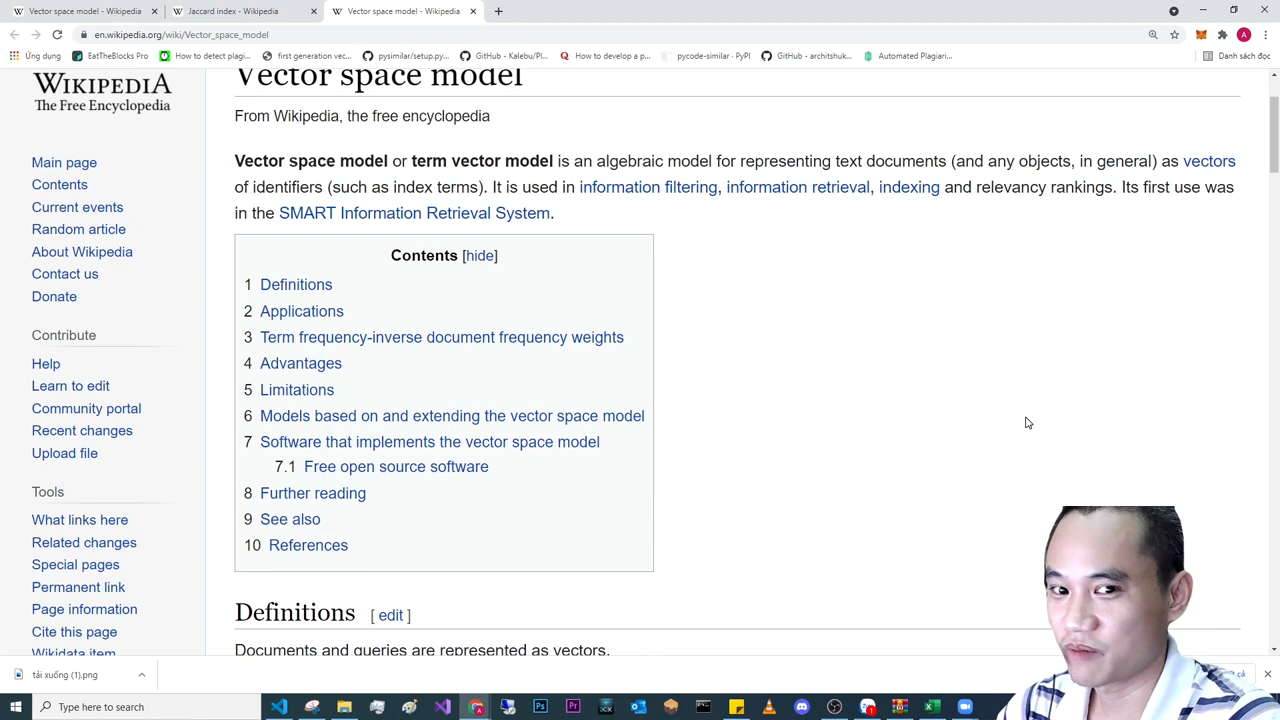 Vector space model - Wikipedia
Jaccard index - Wikipedia
Vector space model - Wikipedia
en.wikipedia.org/wiki/Vector_space_model
Ứng dụng
EatTheBlocks Pro
How to detect plagi...
first generation vec...
pysimilar/setup.py...
GitHub - Kalebu/Pl...
How to develop a p...
pycode-similar · PyPI
GitHub - architshuk...
Automated Plagiari...
Danh sách đọc
WIKIPEDIA
The Free Encyclopedia
Main page
Contents
Current events
Random article
About Wikipedia
Contact us
Donate
Contribute
Help
Learn to edit
Community portal
Recent changes
Upload file
Tools
What links here
Related changes
Special pages
Permanent link
Page information
Cite this page
Wikidata item
Vector space model
From Wikipedia, the free encyclopedia
Vector space model or term vector model is an algebraic model for representing text documents (and any objects, in general) as vectors
of identifiers (such as index terms). It is used in information filtering, information retrieval, indexing and relevancy rankings. Its first use was
in the SMART Information Retrieval System.
Contents [hide]
1 Definitions
2 Applications
3 Term frequency-inverse document frequency weights
4 Advantages
5 Limitations
6 Models based on and extending the vector space model
7 Software that implements the vector space model
7.1 Free open source software
8 Further reading
9 See also
10 References
Definitions [ edit ]
Documents and queries are represented as vectors.
tải xuống (1).png
Type here to search